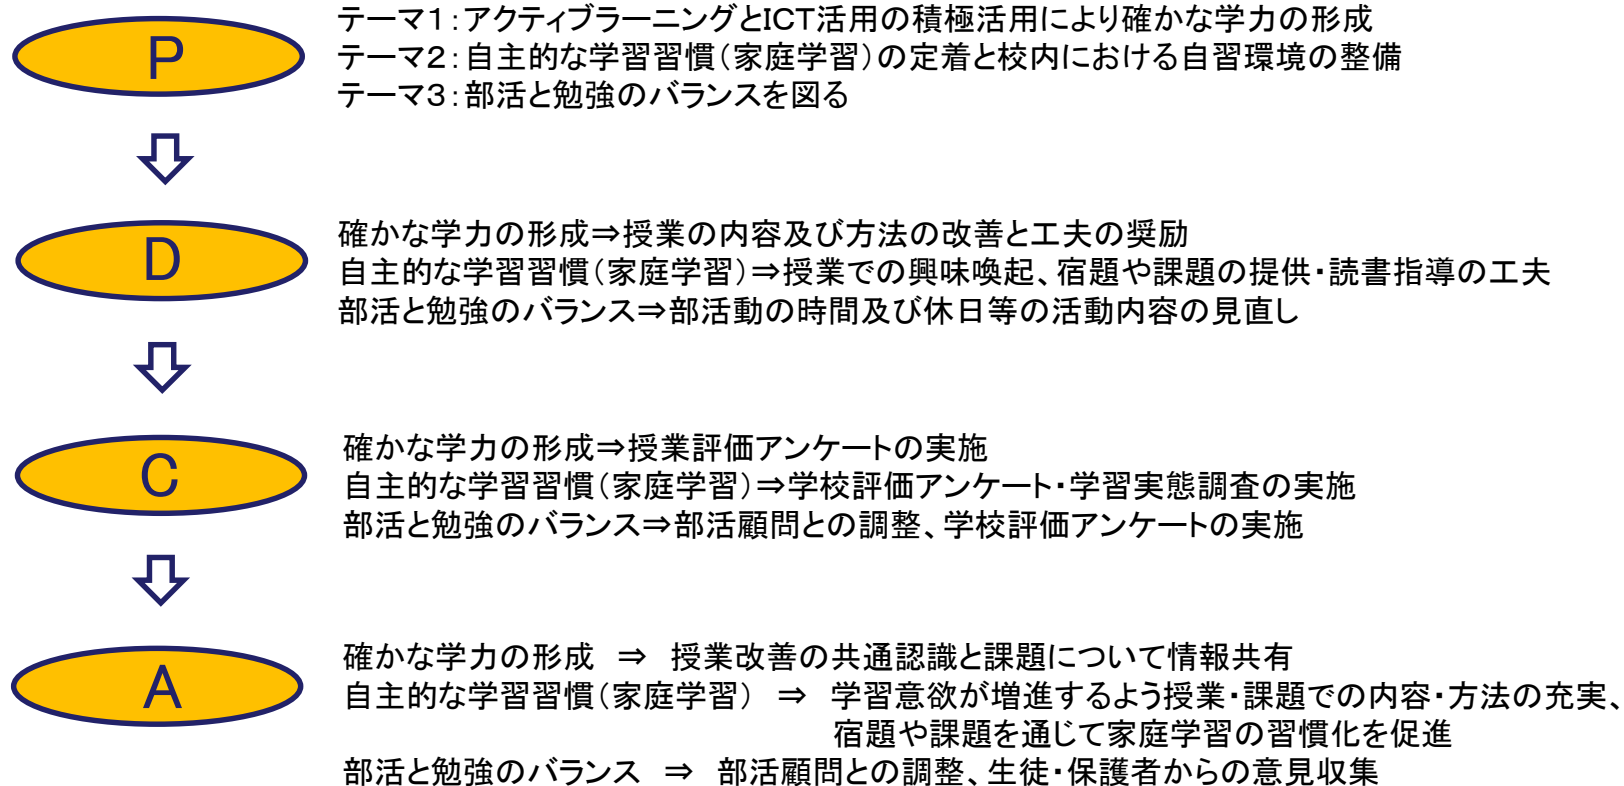 P
テーマ1：アクティブラーニングとICT活用の積極活用により確かな学力の形成
テーマ2：自主的な学習習慣（家庭学習）の定着と校内における自習環境の整備
テーマ3：部活と勉強のバランスを図る
D
確かな学力の形成⇒授業の内容及び方法の改善と工夫の奨励
自主的な学習習慣（家庭学習）⇒授業での興味喚起、宿題や課題の提供・読書指導の工夫
部活と勉強のバランス⇒部活動の時間及び休日等の活動内容の見直し
C
確かな学力の形成⇒授業評価アンケートの実施
自主的な学習習慣（家庭学習）⇒学校評価アンケート・学習実態調査の実施
部活と勉強のバランス⇒部活顧問との調整、学校評価アンケートの実施
A
確かな学力の形成　⇒　授業改善の共通認識と課題について情報共有
自主的な学習習慣（家庭学習）　⇒　学習意欲が増進するよう授業・課題での内容・方法の充実、
宿題や課題を通じて家庭学習の習慣化を促進
部活と勉強のバランス　⇒　部活顧問との調整、生徒・保護者からの意見収集